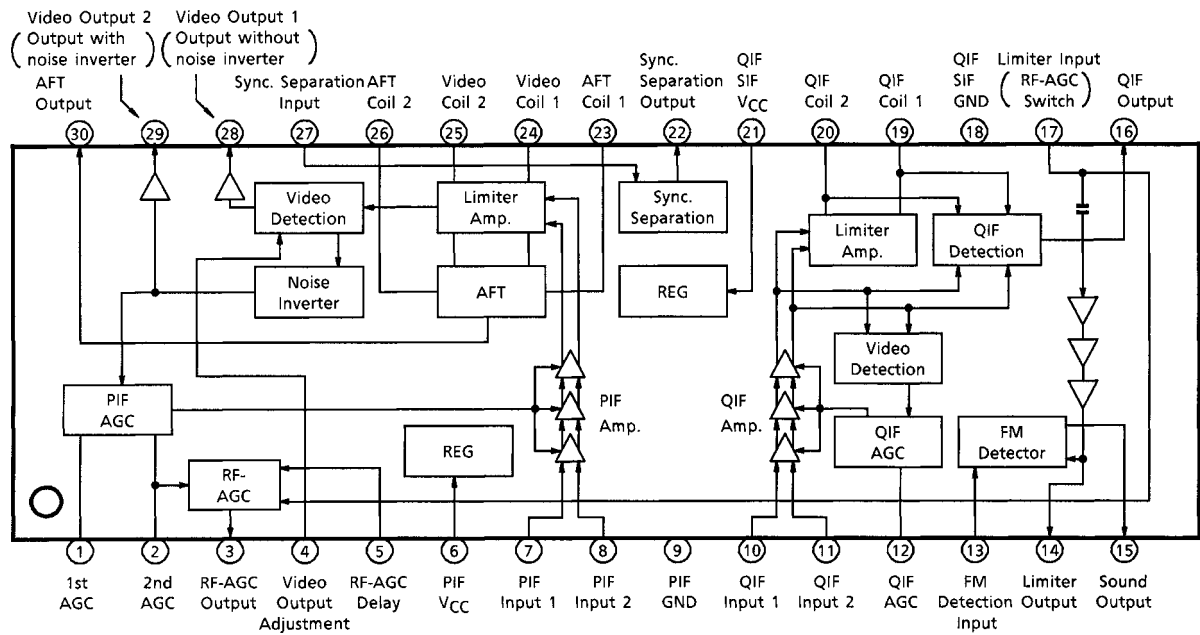 Video Output 2
(Output with
noise inverter)
Video Output 1
(Output without
noise inverter)
AFT
Output
Sync. Separation
Input
AFT
Coil 2
Video
Coil 2
Video
Coil 1
AFT
Coil 1
Sync.
Separation
Output
QIF
SIF
VCC
QIF
Coil 2
QIF
Coil 1
QIF
SIF
GND
Limiter Input
(RF-AGC
Switch)
QIF
Output
30
29
28
27
26
25
24
23
22
21
20
19
18
17
16
Video
Detection
Limiter
Amp.
Sync.
Separation
Limiter
Amp.
QIF
Detection
Noise
Inverter
AFT
REG
Video
Detection
PIF
AGC
PIF
Amp.
QIF
Amp.
QIF
AGC
FM
Detector
REG
RF-
AGC
1
2
3
4
5
6
7
8
9
10
11
12
13
14
15
1st
AGC
2nd
AGC
RF-AGC
Output
Video
Output
Adjustment
RF-AGC
Delay
PIF
VCC
PIF
Input 1
PIF
Input 2
PIF
GND
QIF
Input 1
QIF
Input 2
QIF
AGC
FM
Detection
Input
Limiter
Output
Sound
Output